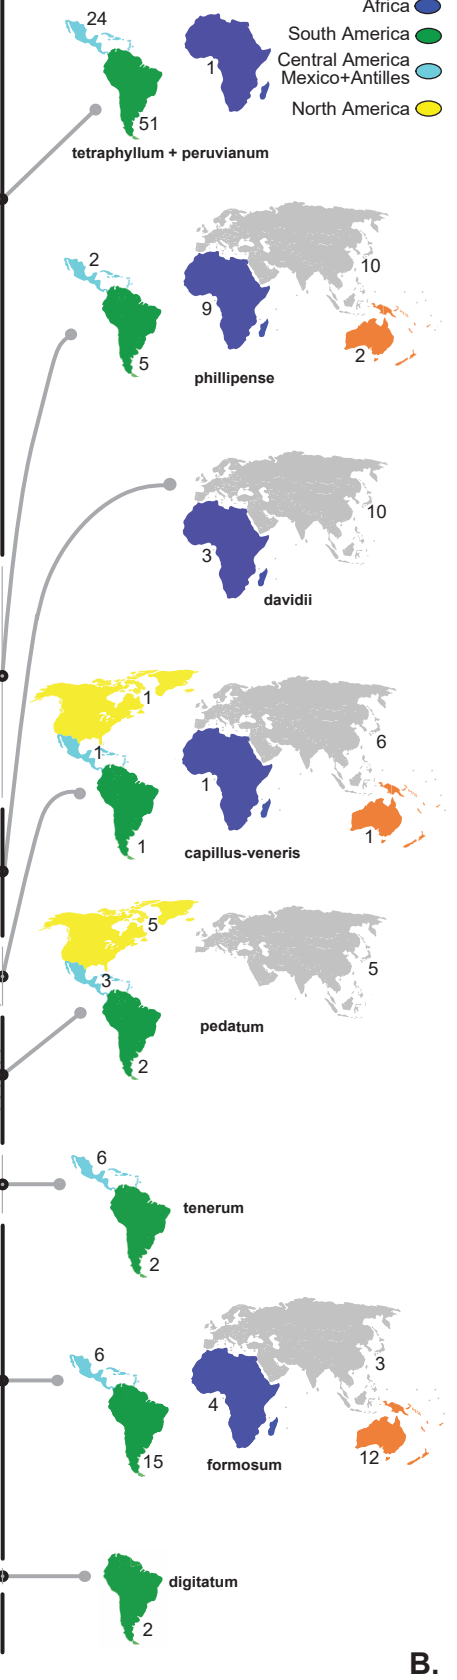 Africa
24
South America
1
Central America
Mexico+Antilles
North America
51
tetraphyllum + peruvianum
2
10
9
2
5
phillipense
10
3
davidii
1
1
6
1
1
1
capillus-veneris
5
3
5
2
pedatum
6
tenerum
2
6
3
4
15
12
formosum
digitatum
2
B.